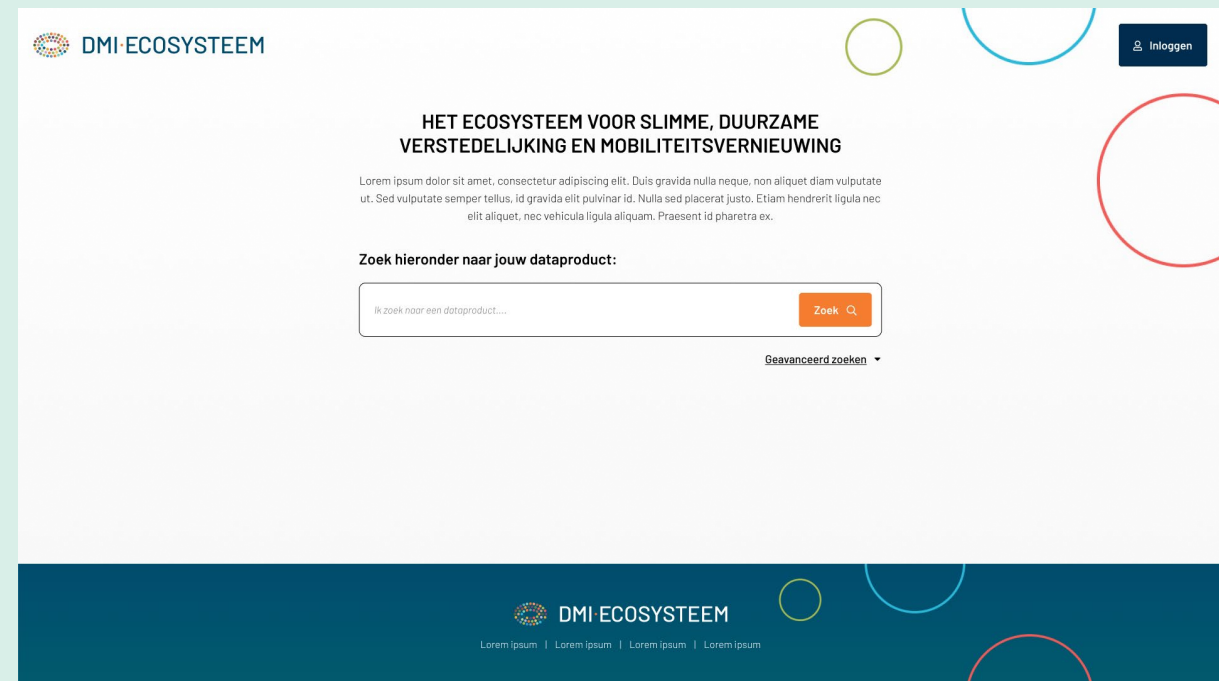 DMI·ECOSYSTEEM
Inloggen
HET ECOSYSTEEM VOOR SLIMME, DUURZAME
VERSTEDELIJKING EN MOBILITEITSVERNIEUWING
Lorem ipsum dolor sit amet, consectetur adipiscing elit. Duis gravida nulla neque, non aliquet diam vulputate
ut. Sed vulputate semper tellus, id gravida elit pulvinar id. Nulla sed placerat justo. Etiam hendrerit ligula nec
elit aliquet, nec vehicula ligula aliquam. Praesent id pharetra ex.
Zoek hieronder naar jouw dataproduct:
Ik zoek naar een dataproduct....
Zoek
Geavanceerd zoeken
DMI·ECOSYSTEEM
Lorem ipsum | Lorem ipsum | Lorem ipsum | Lorem ipsum